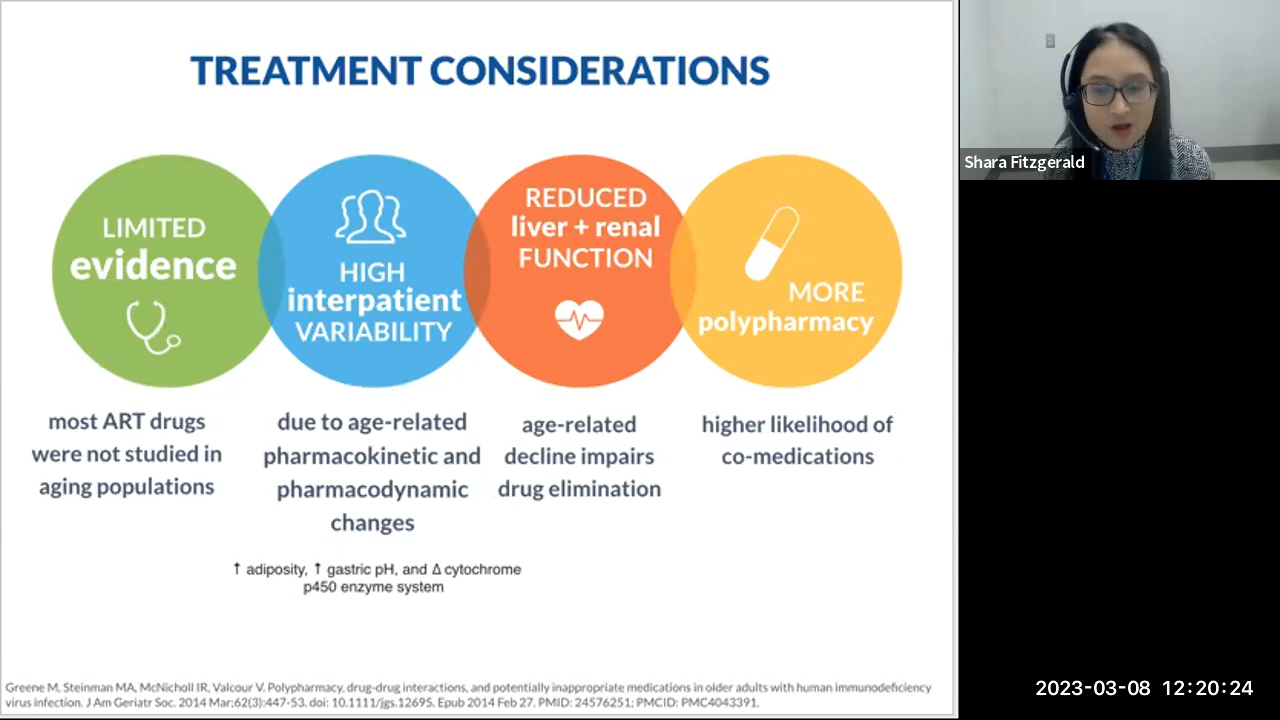 TREATMENT CONSIDERATIONS
LIMITED
evidence
HIGH
interpatient
VARIABILITY
REDUCED
liver + renal
FUNCTION
MORE
polypharmacy
most ART drugs
were not studied in
aging populations
due to age-related
pharmacokinetic and
pharmacodynamic
changes
age-related
decline impairs
drug elimination
higher likelihood of
co-medications
↑ adiposity, ↑ gastric pH, and Δ cytochrome
p450 enzyme system
Greene M, Steinman MA, McNicholl IR, Valcour V. Polypharmacy, drug-drug interactions, and potentially inappropriate medications in older adults with human immunodeficiency
virus infection. J Am Geriatr Soc. 2014 Mar;62(3):447-53. doi: 10.1111/jgs.12695. Epub 2014 Feb 27. PMID: 24576251; PMCID: PMC4043391.
Shara Fitzgerald
2023-03-08 12:20:24